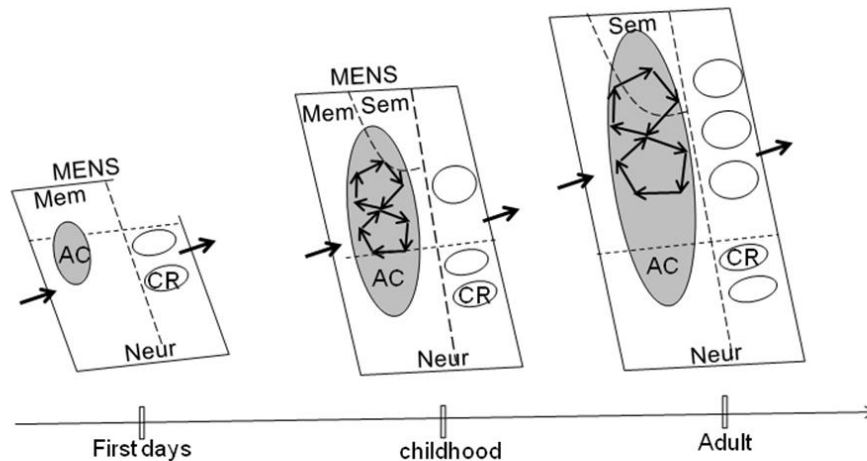 MENS
Mem
AC
CR
Neur
MENS
Mem Sem
AC
CR
Neur
Sem
AC
CR
Neur
First days
childhood
Adult